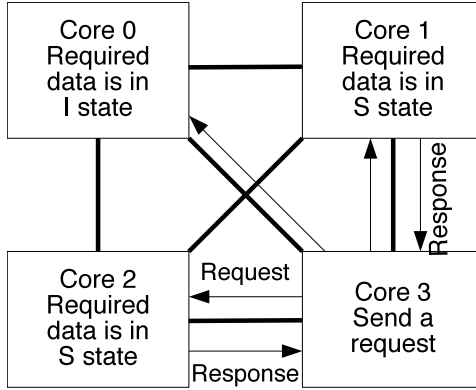 Core 0
Required
data is in
I state
Core 1
Required
data is in
S state
Response
Core 2
Required
data is in
S state
Request
Response
Core 3
Send a
request